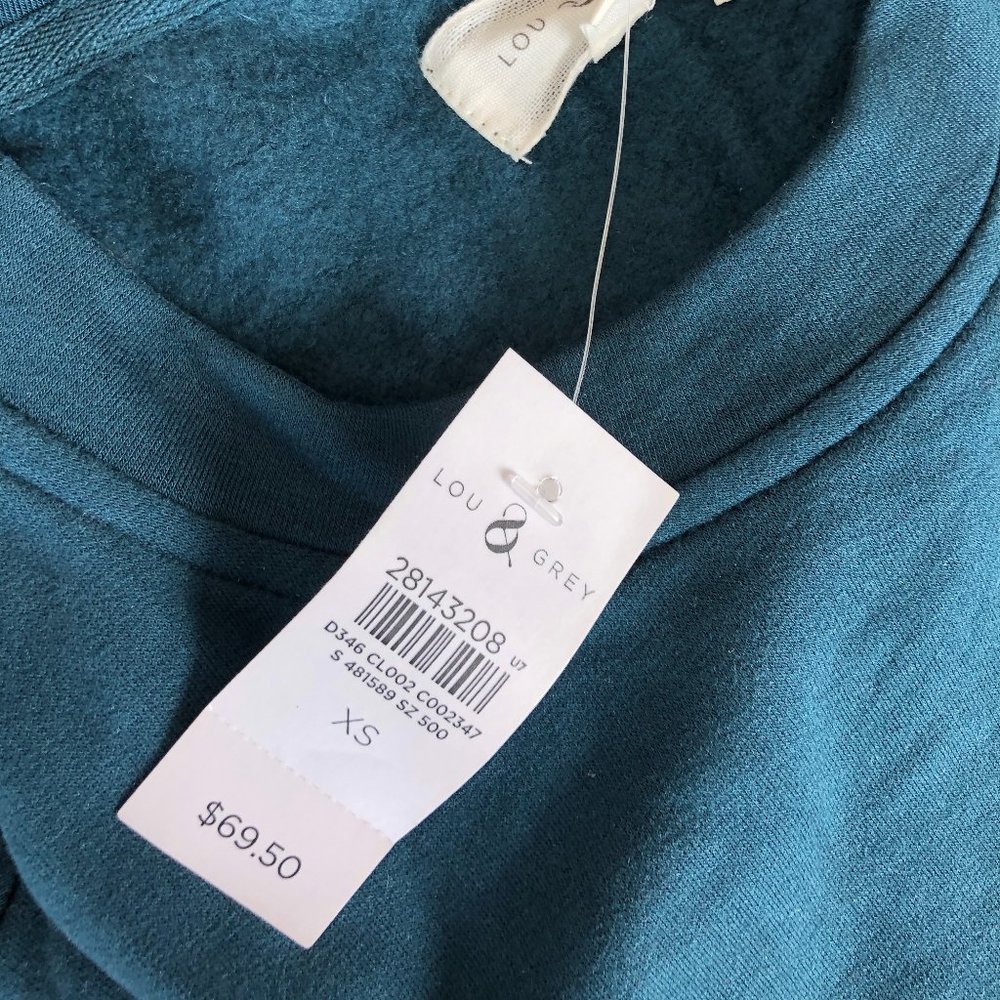 LOU
LOU & GREY
28143208 U7
D346 CL002 C002347
S 481589 SZ 500
XS
$69.50